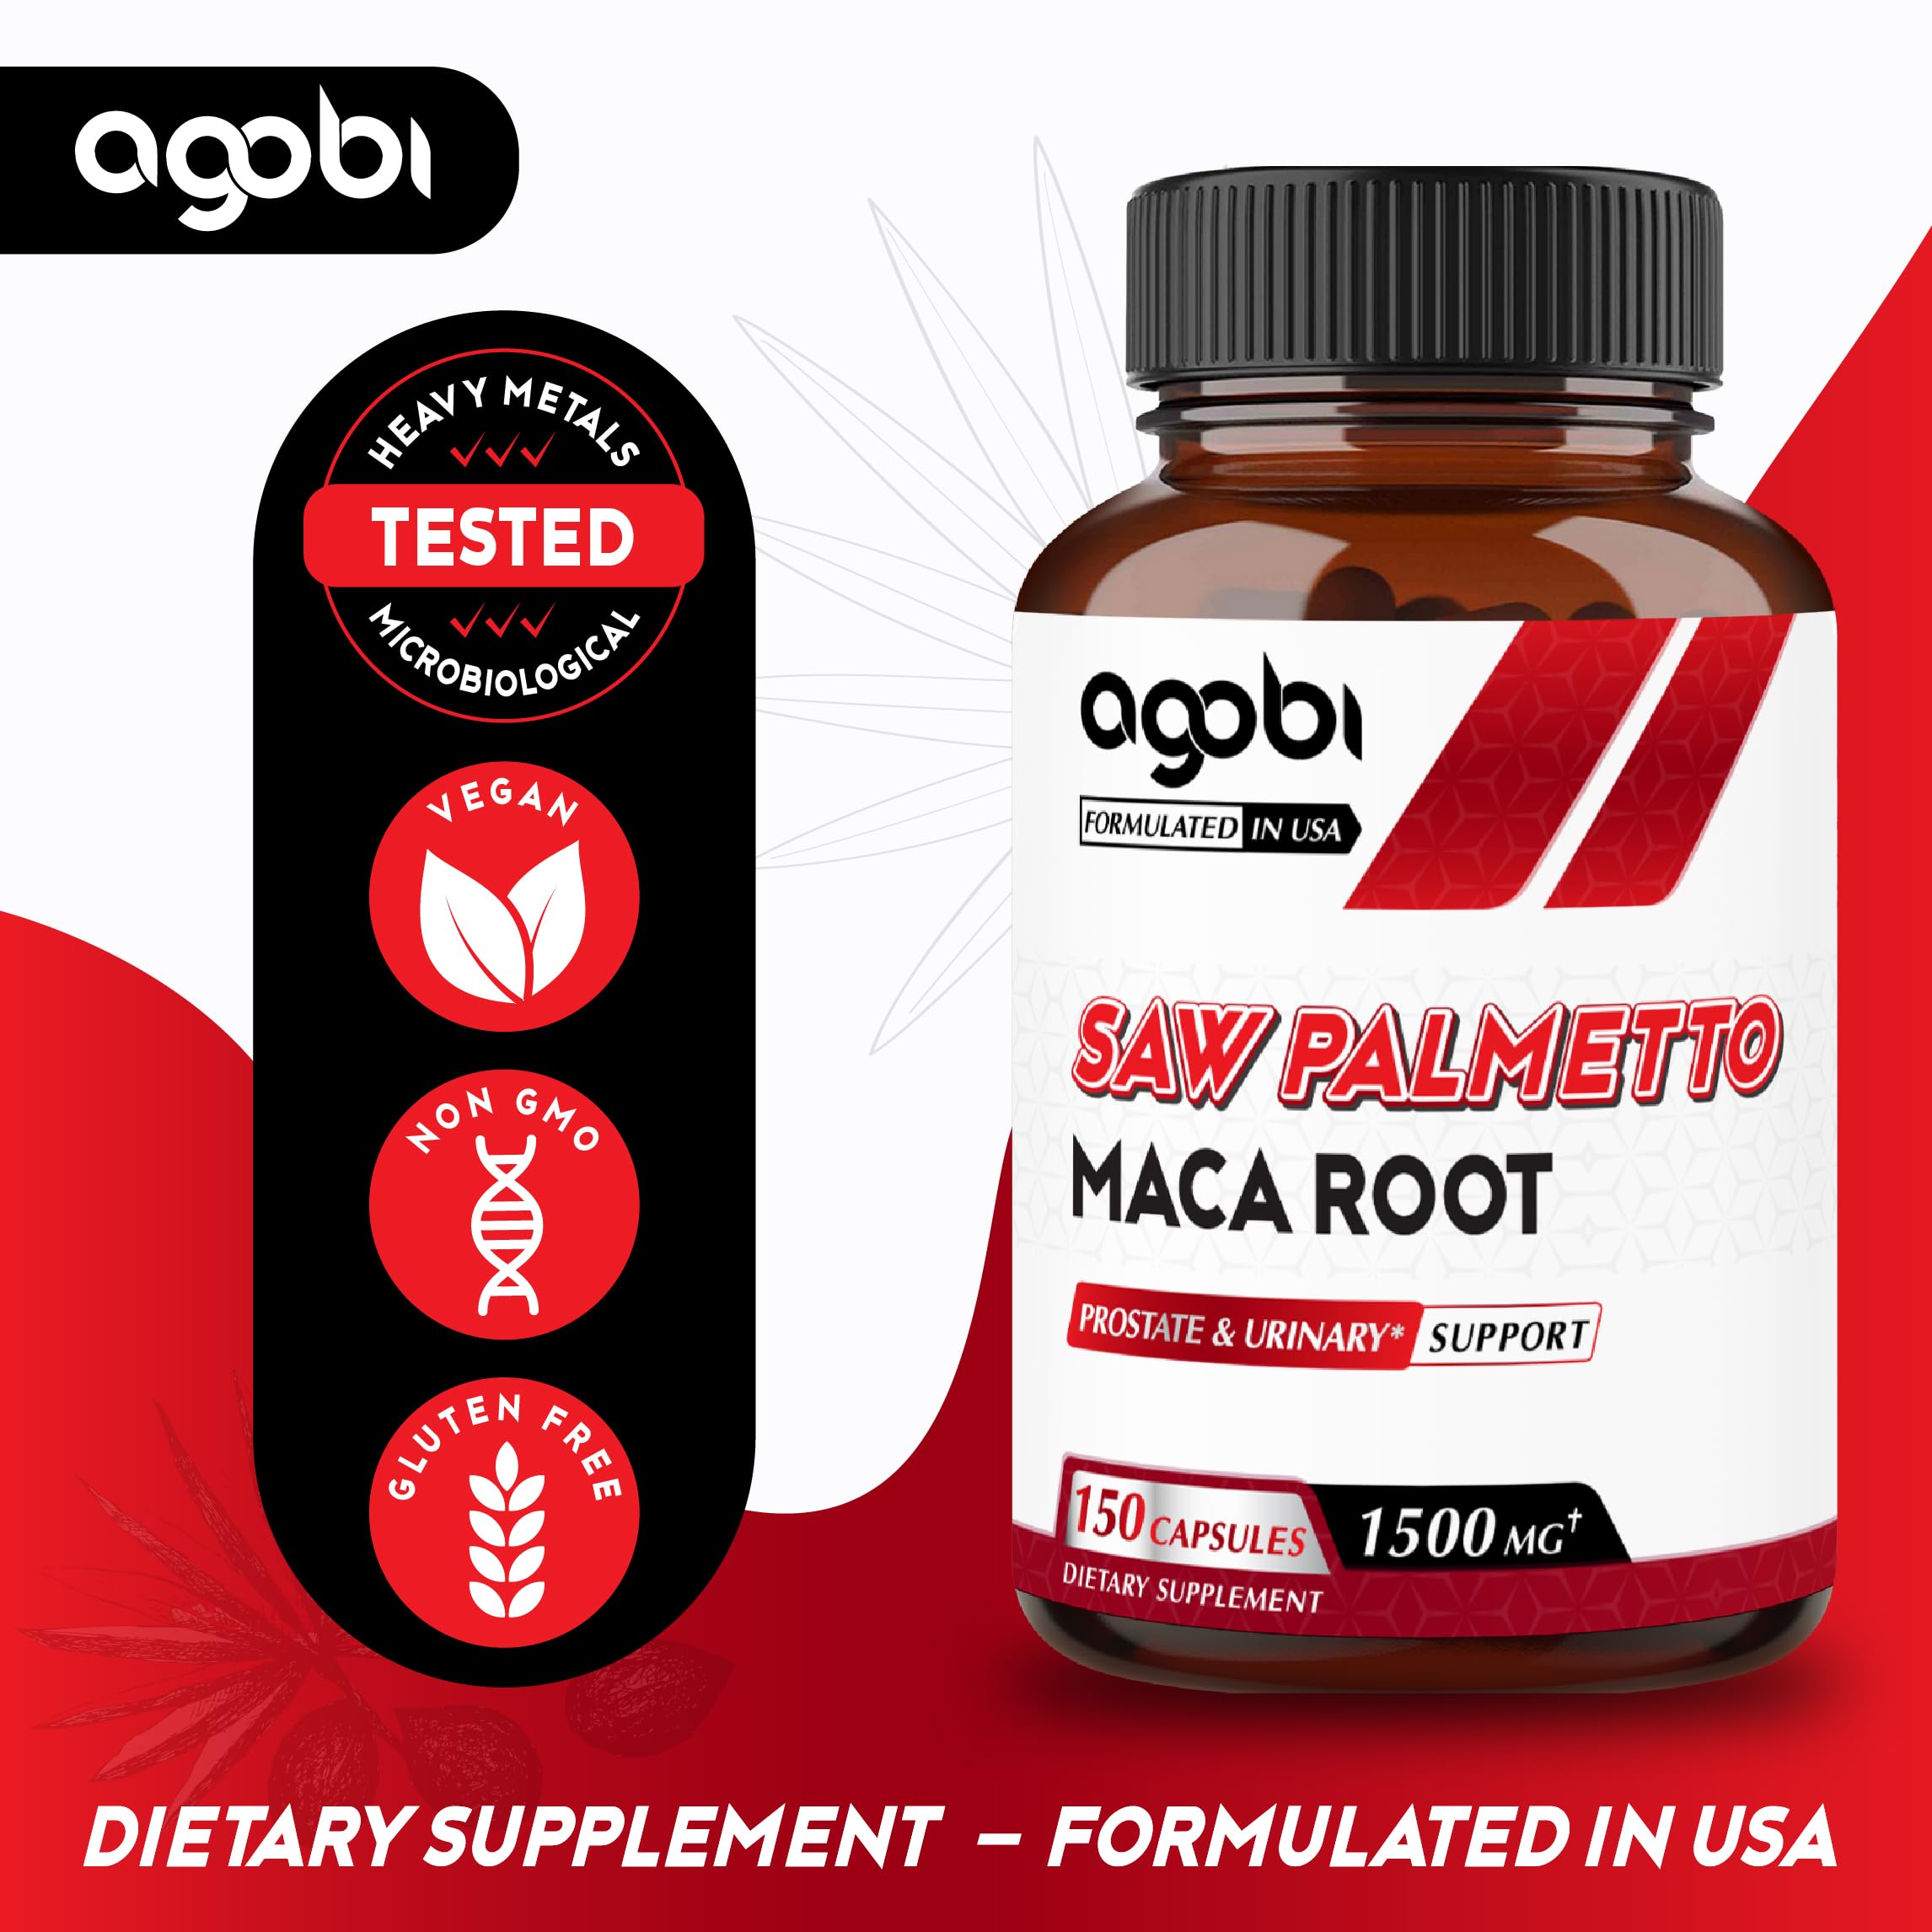 agobi
HEAVY METALS
TESTED
MICROBIOLOGICAL
VEGAN
NON GMO
GLUTEN FREE
agobi
FORMULATED IN USA
SAW PALMETTO
MACA ROOT
PROSTATE & URINARY* SUPPORT
150 CAPSULES 1500 MG†
DIETARY SUPPLEMENT
DIETARY SUPPLEMENT – FORMULATED IN USA